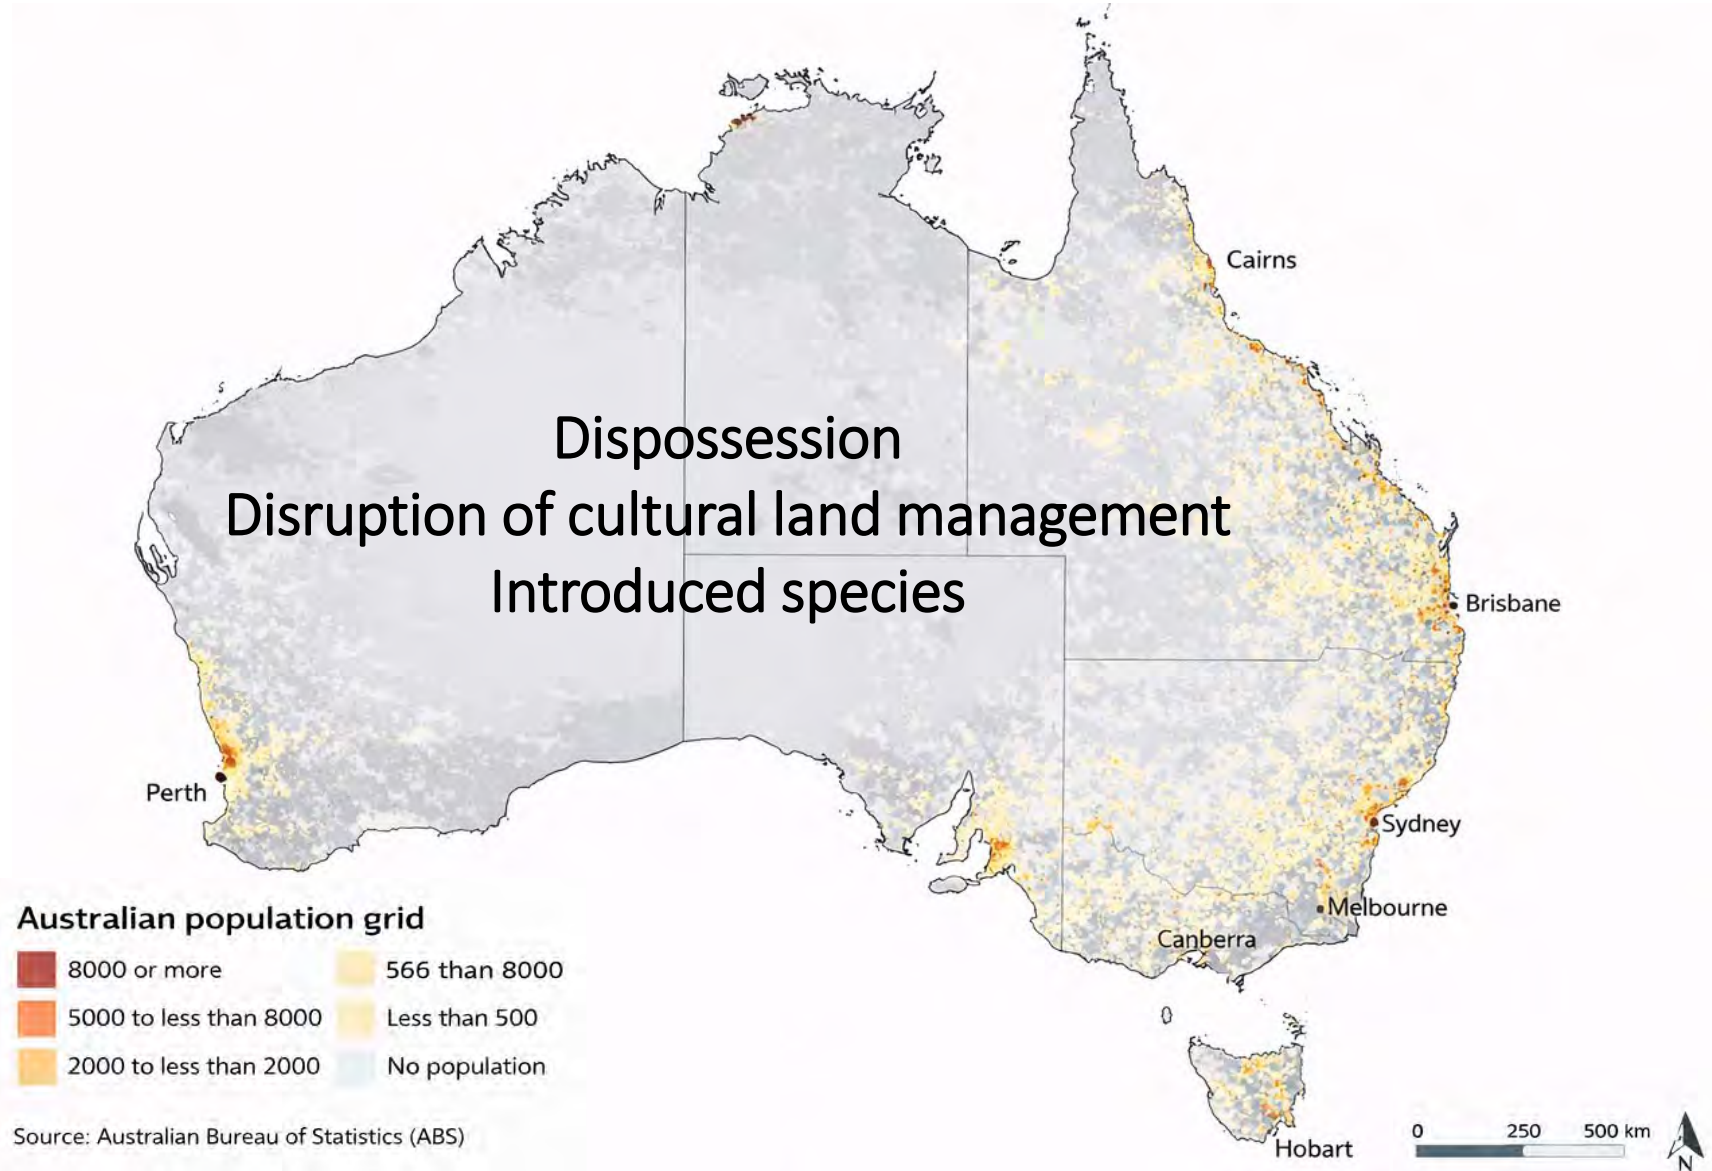 Cairns
Dispossession
Disruption of cultural land management
Introduced species
Brisbane
Perth
Sydney
Melbourne
Canberra
Australian population grid
8000 or more
566 than 8000
5000 to less than 8000
Less than 500
2000 to less than 2000
No population
Source: Australian Bureau of Statistics (ABS)
Hobart
0 250 500 km
N